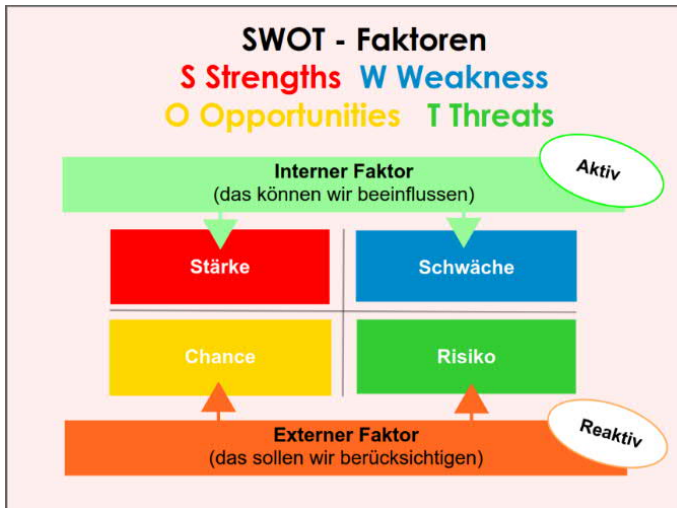 SWOT - Faktoren
S Strengths W Weakness
O Opportunities T Threats
Aktiv
Interner Faktor
(das können wir beeinflussen)
Stärke
Schwäche
Chance
Risiko
Externer Faktor
(das sollen wir berücksichtigen)
Reaktiv